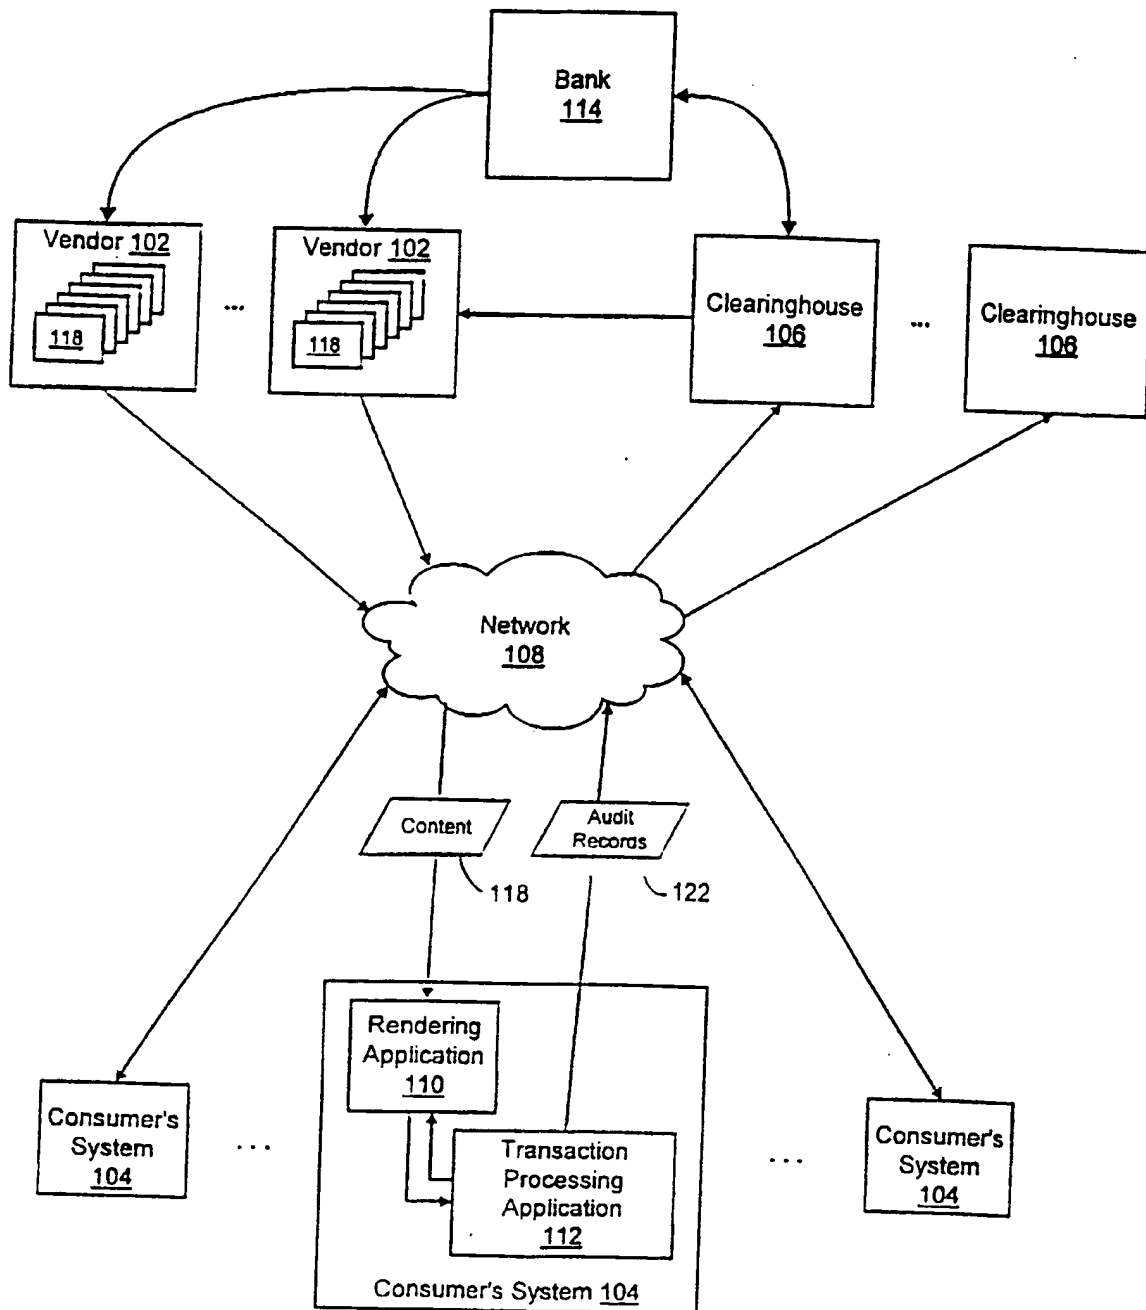 Bank
114
Vendor 102
118
...
Vendor 102
118
Clearinghouse
106
...
Clearinghouse
106
Network
108
Content
118
Audit
Records
122
Rendering
Application
110
Transaction
Processing
Application
112
Consumer's System 104
Consumer's
System
104
...
...
Consumer's
System
104